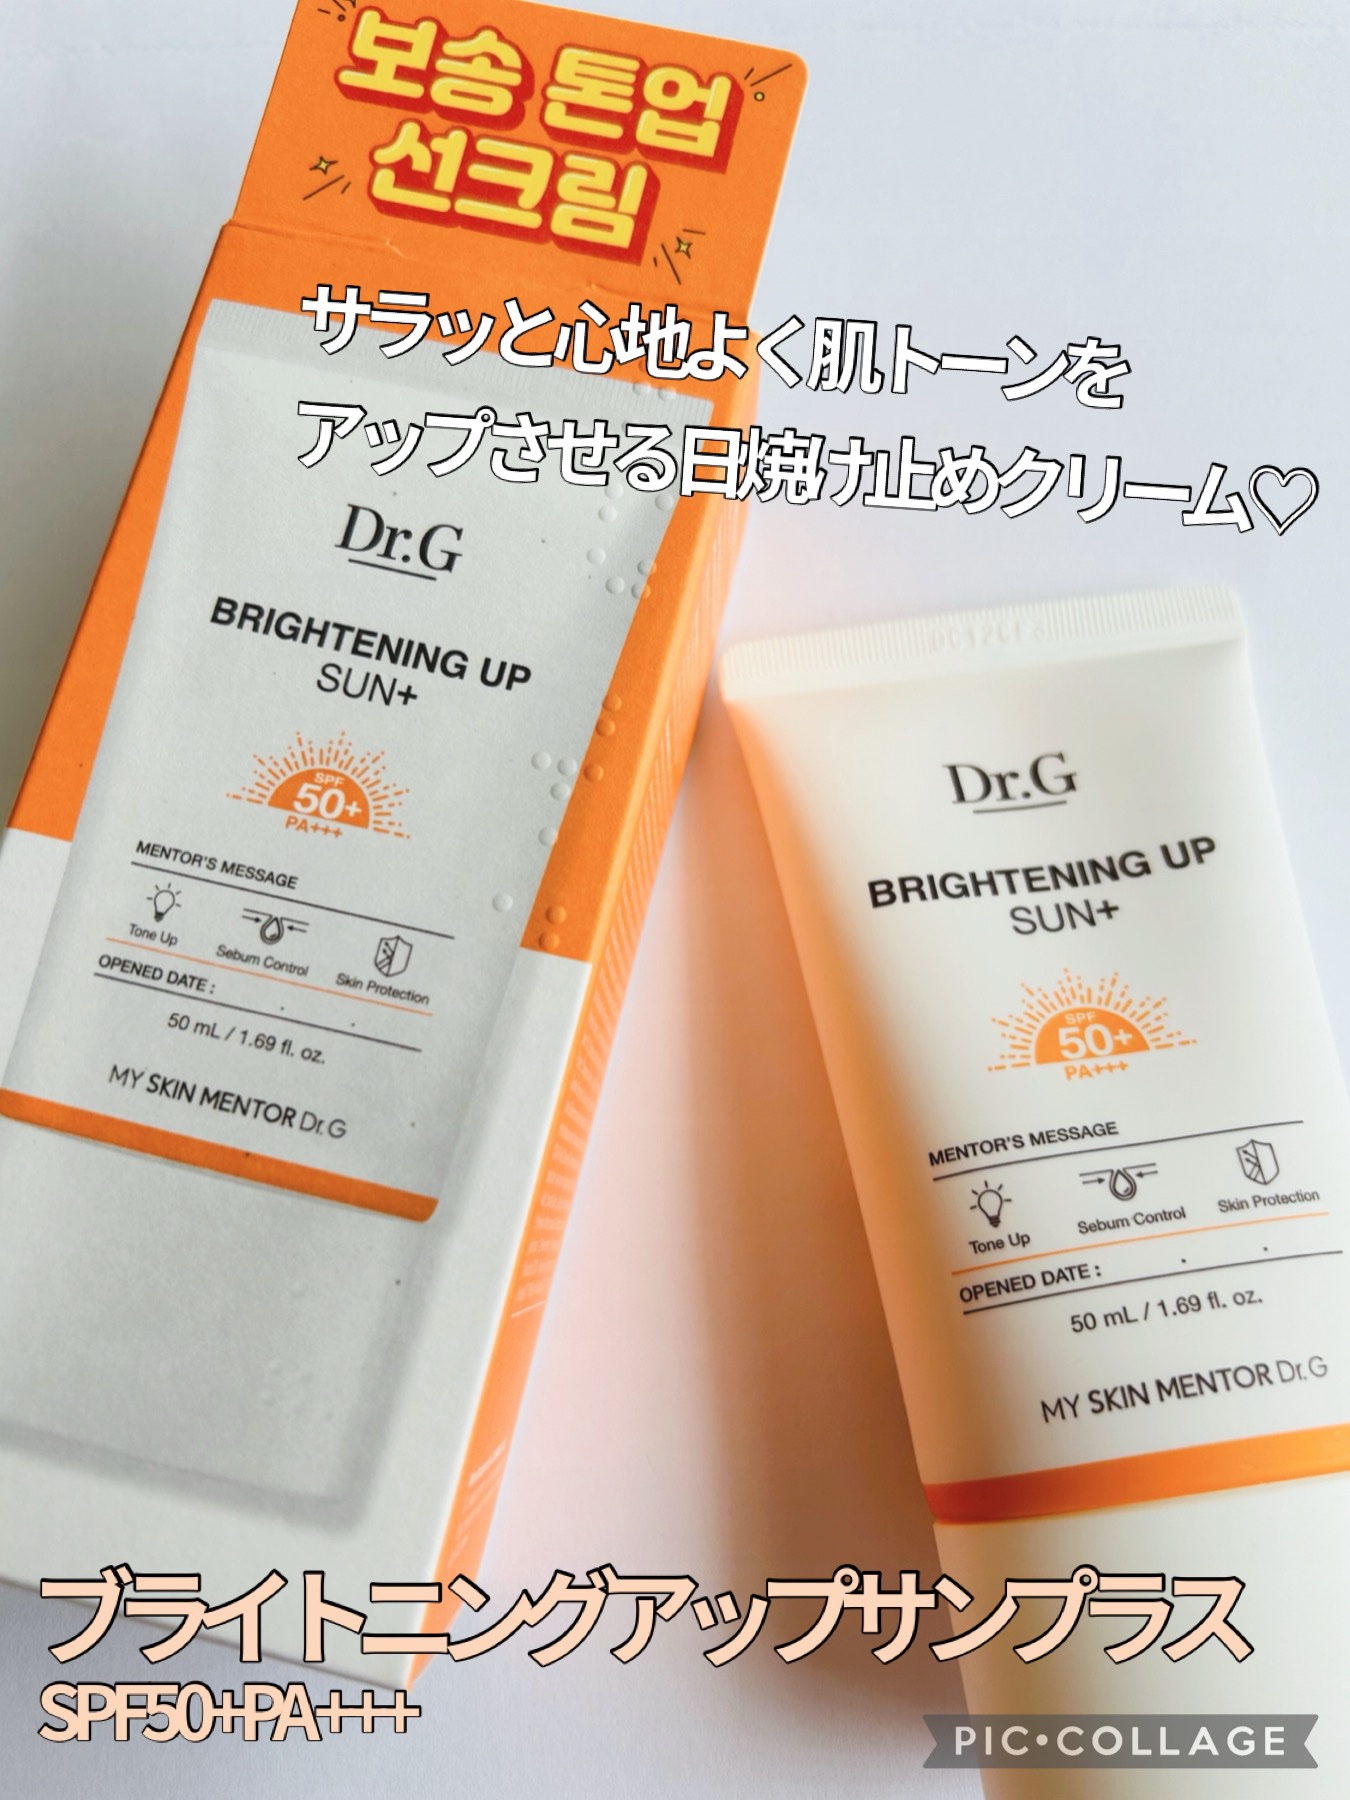 보송 톤업
선크림
サラッと心地よく肌トーンを
アップさせる日焼け止めクリーム♡
Dr.G
BRIGHTENING UP
SUN+
SPF
50+
PA+++
MENTOR'S MESSAGE
Tone Up
Sebum Control
Skin Protection
OPENED DATE : . .
50 mL / 1.69 fl. oz.
MY SKIN MENTOR Dr.G
Dr.G
BRIGHTENING UP
SUN+
SPF
50+
PA+++
MENTOR'S MESSAGE
Tone Up
Sebum Control
Skin Protection
OPENED DATE : . .
50 mL / 1.69 fl. oz.
MY SKIN MENTOR Dr.G
ブライトニングアップサンプラス
SPF50+PA+++
PIC•COLLAGE